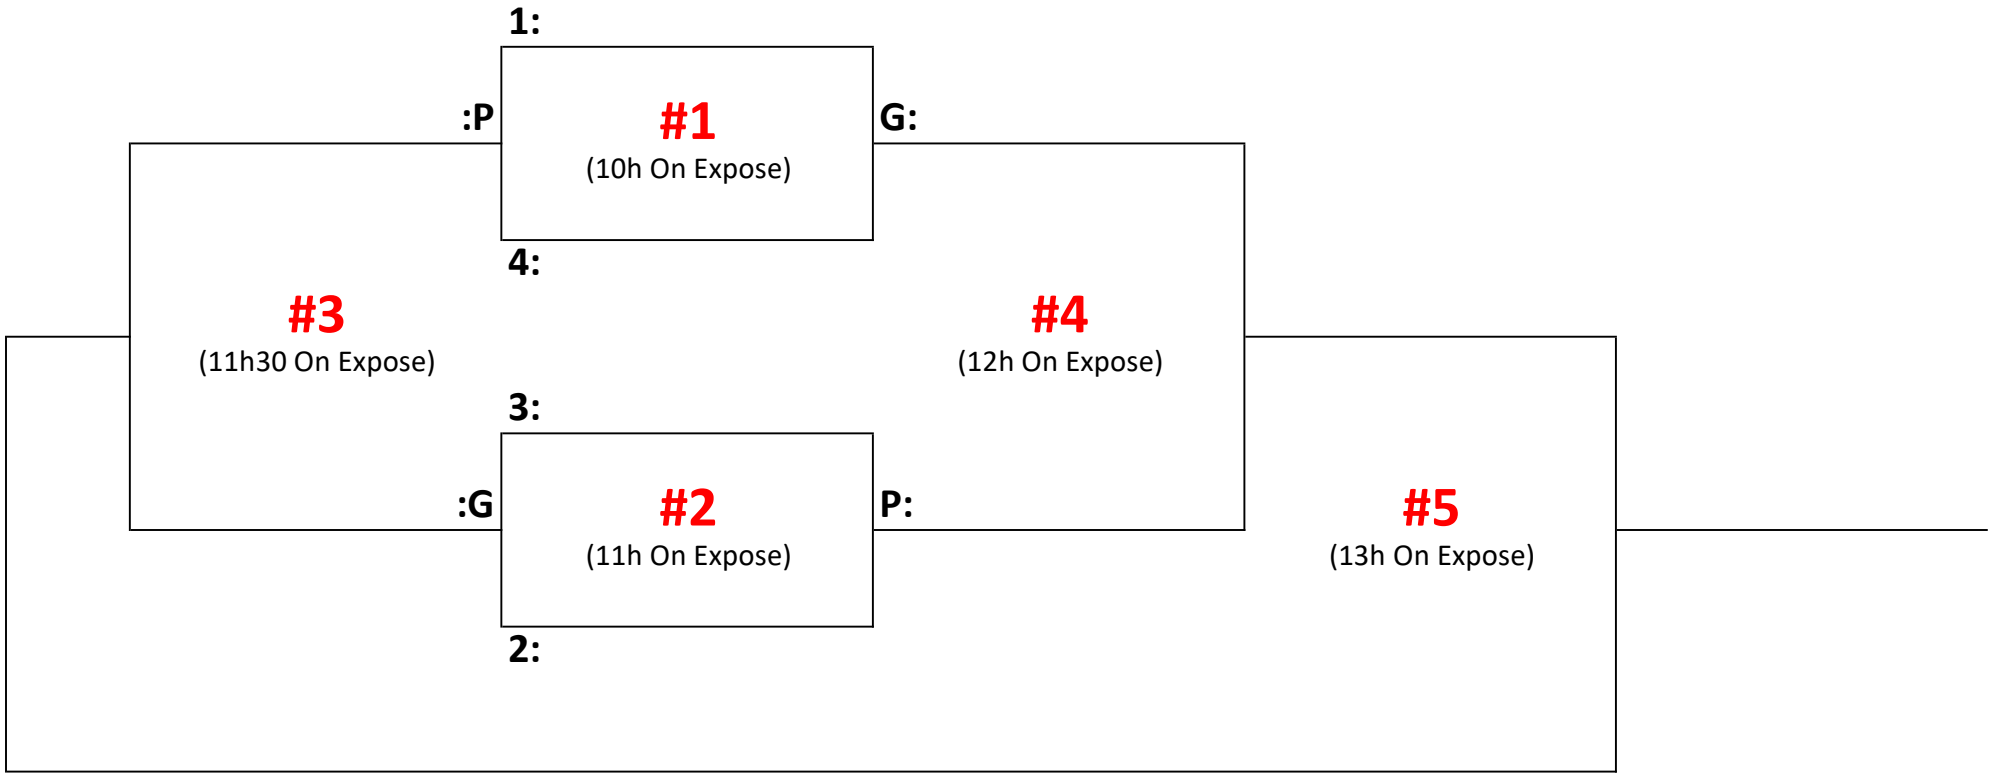 1:
:P
#1
G:
(10h On Expose)
4:
#3
#4
(11h30 On Expose)
(12h On Expose)
3:
:G
#2
P:
#5
(11h On Expose)
(13h On Expose)
2: